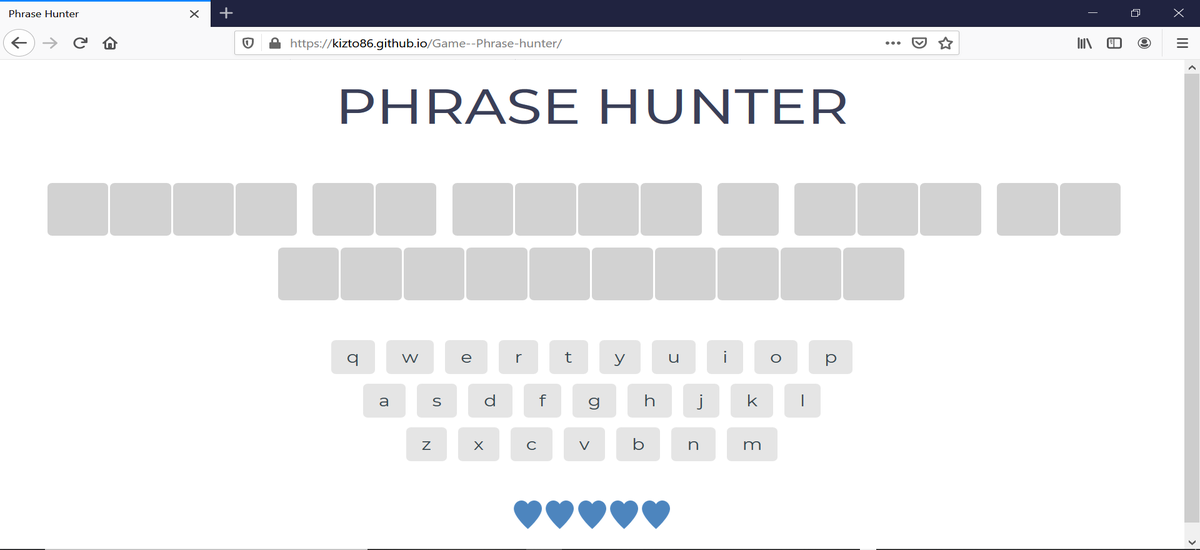 Phrase Hunter
https://kizto86.github.io/Game--Phrase-hunter/
PHRASE HUNTER
q w e r t y u i o p
a s d f g h j k l
z x c v b n m